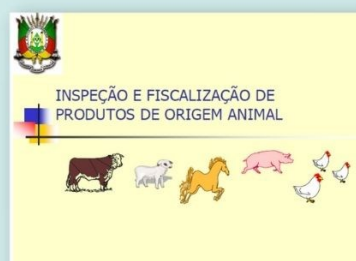 INSPEÇÃO E FISCALIZAÇÃO DE
PRODUTOS DE ORIGEM ANIMAL